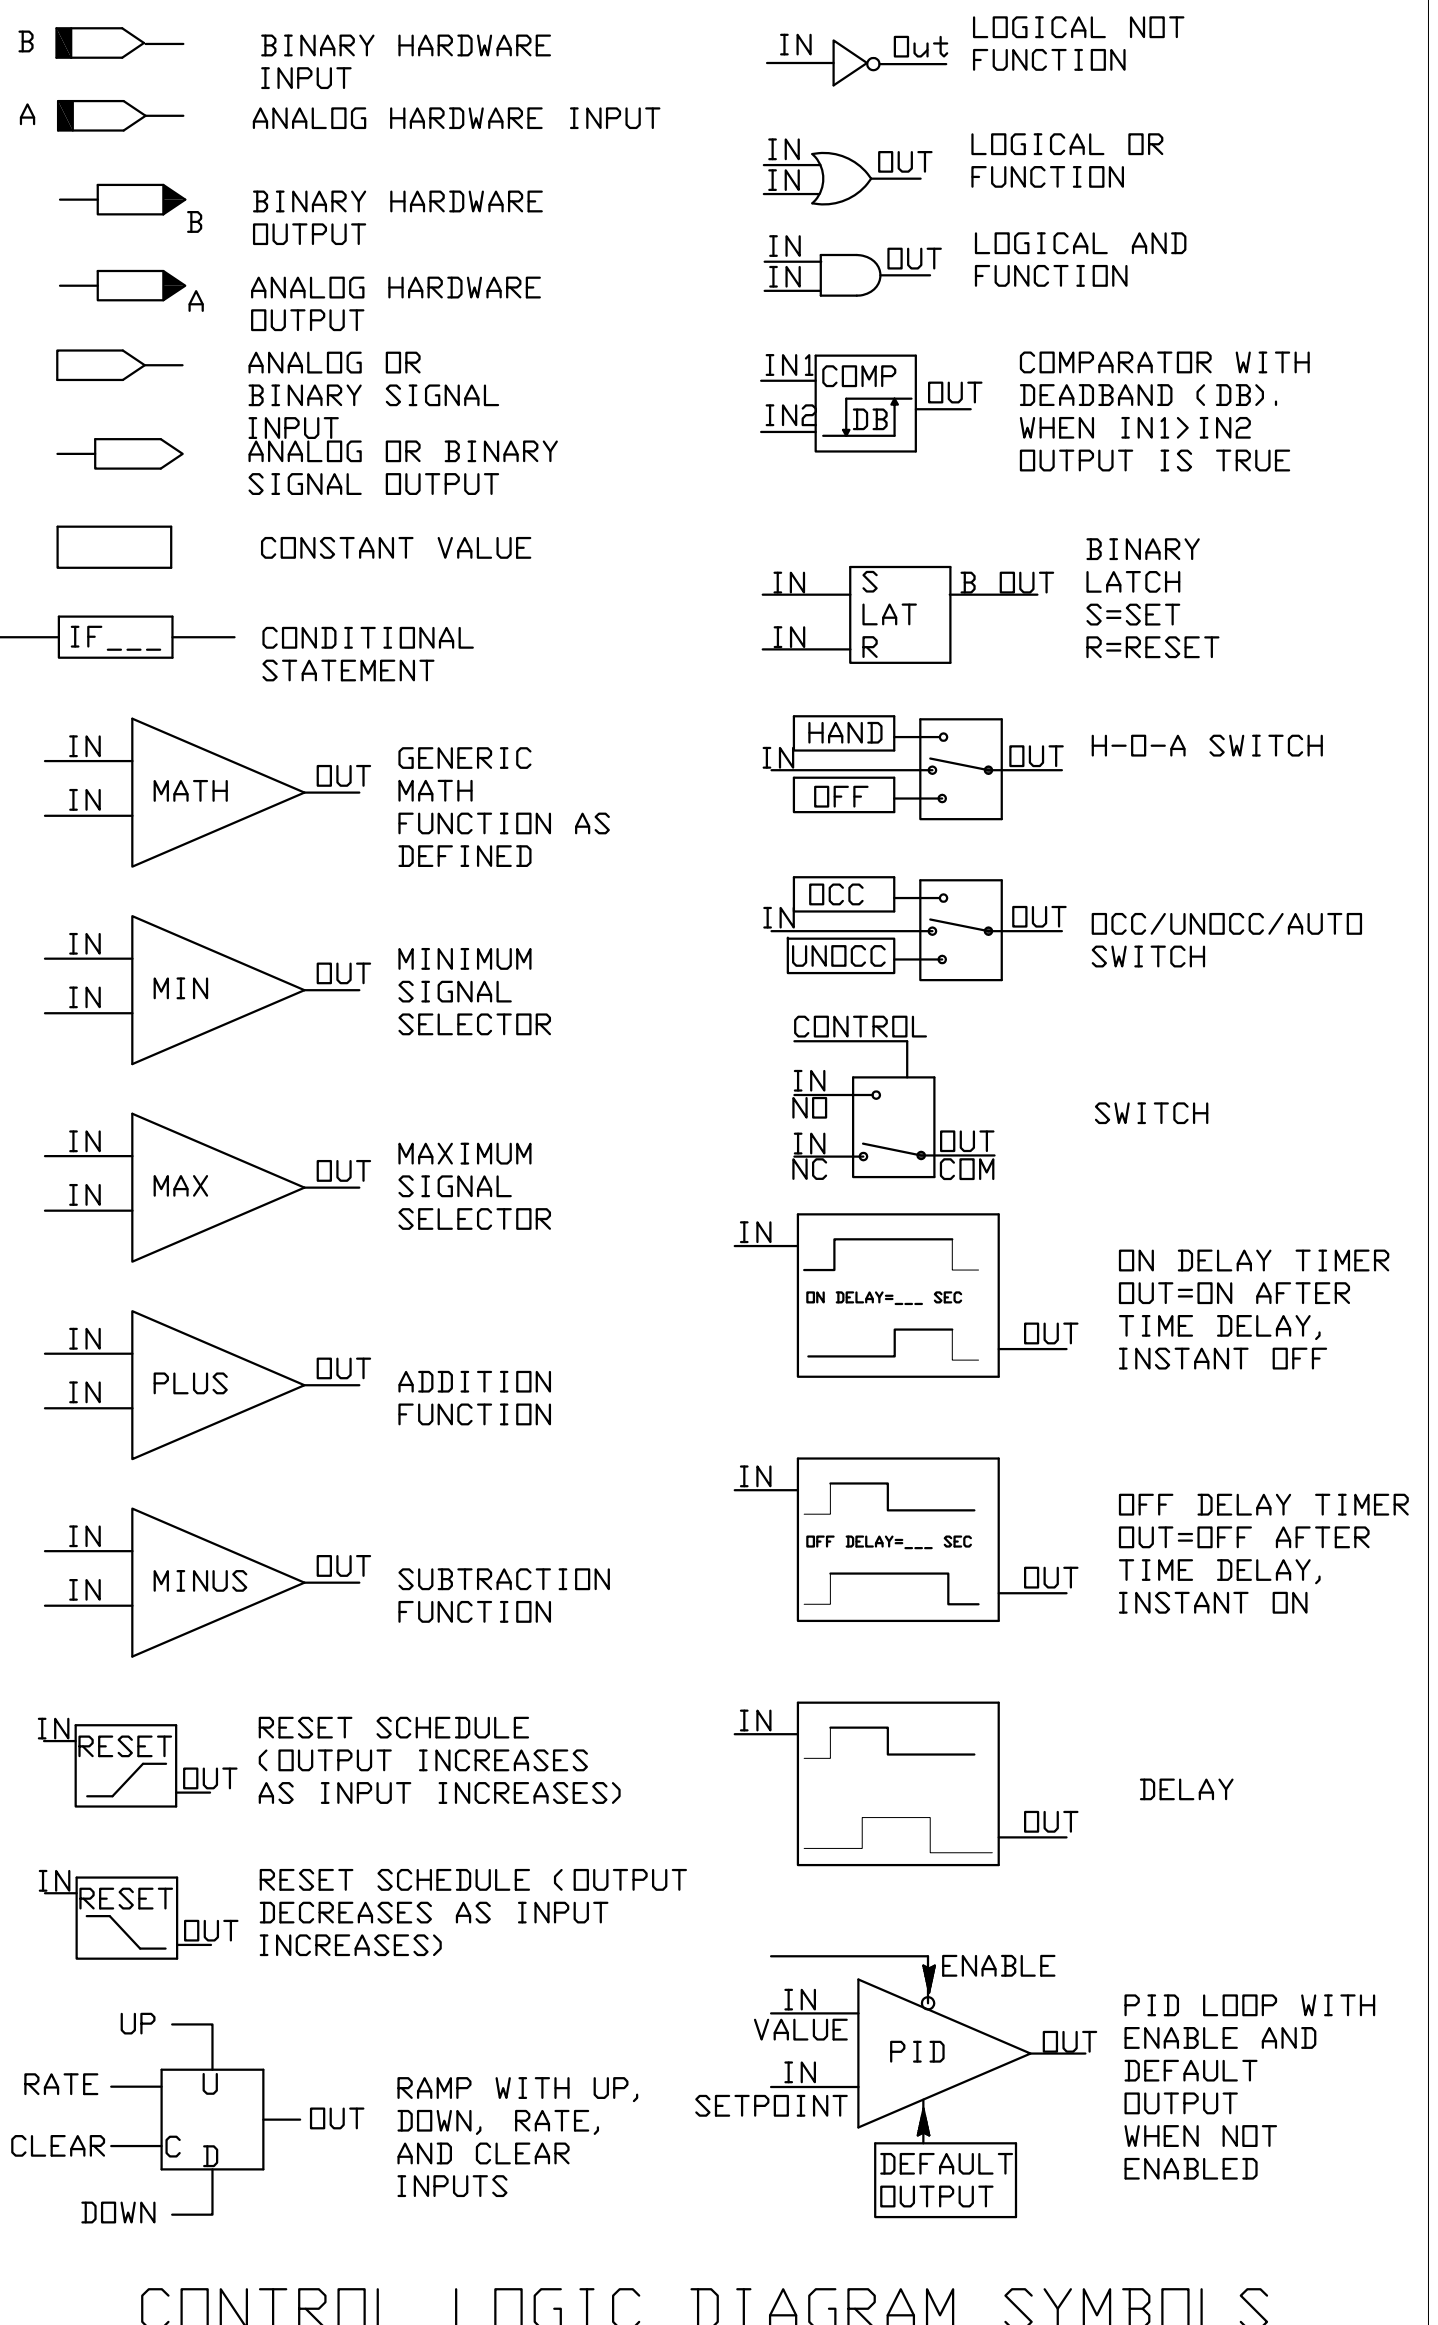 B
BINARY HARDWARE
INPUT
A
ANALOG HARDWARE INPUT
BINARY HARDWARE
B
OUTPUT
ANALOG HARDWARE
A
OUTPUT
ANALOG OR
BINARY SIGNAL
INPUT
ANALOG OR BINARY
SIGNAL OUTPUT
CONSTANT VALUE
IF___
CONDITIONAL
STATEMENT
IN
IN
MATH
OUT
GENERIC
MATH
FUNCTION AS
DEFINED
IN
IN
MIN
OUT
MINIMUM
SIGNAL
SELECTOR
IN
IN
MAX
OUT
MAXIMUM
SIGNAL
SELECTOR
IN
IN
PLUS
OUT
ADDITION
FUNCTION
IN
IN
MINUS
OUT
SUBTRACTION
FUNCTION
IN
RESET
OUT
RESET SCHEDULE
(OUTPUT INCREASES
AS INPUT INCREASES)
IN
RESET
OUT
RESET SCHEDULE (OUTPUT
DECREASES AS INPUT
INCREASES)
UP
RATE
U
CLEAR
C
D
DOWN
OUT
RAMP WITH UP,
DOWN, RATE,
AND CLEAR
INPUTS
IN
Out
LOGICAL NOT
FUNCTION
IN
IN
OUT
LOGICAL OR
FUNCTION
IN
IN
OUT
LOGICAL AND
FUNCTION
IN1
IN2
COMP
DB
OUT
COMPARATOR WITH
DEADBAND (DB).
WHEN IN1>IN2
OUTPUT IS TRUE
IN
IN
S
LAT
R
B OUT
BINARY
LATCH
S=SET
R=RESET
HAND
IN
OFF
OUT
H-O-A SWITCH
OCC
IN
UNOCC
OUT
OCC/UNOCC/AUTO
SWITCH
CONTROL
IN
NO
IN
NC
OUT
COM
SWITCH
IN
ON DELAY=___ SEC
OUT
ON DELAY TIMER
OUT=ON AFTER
TIME DELAY,
INSTANT OFF
IN
OFF DELAY=___ SEC
OUT
OFF DELAY TIMER
OUT=OFF AFTER
TIME DELAY,
INSTANT ON
IN
OUT
DELAY
ENABLE
IN
VALUE
IN
SETPOINT
PID
OUT
DEFAULT
OUTPUT
PID LOOP WITH
ENABLE AND
DEFAULT
OUTPUT
WHEN NOT
ENABLED
CONTROL LOGIC DIAGRAM SYMBOLS